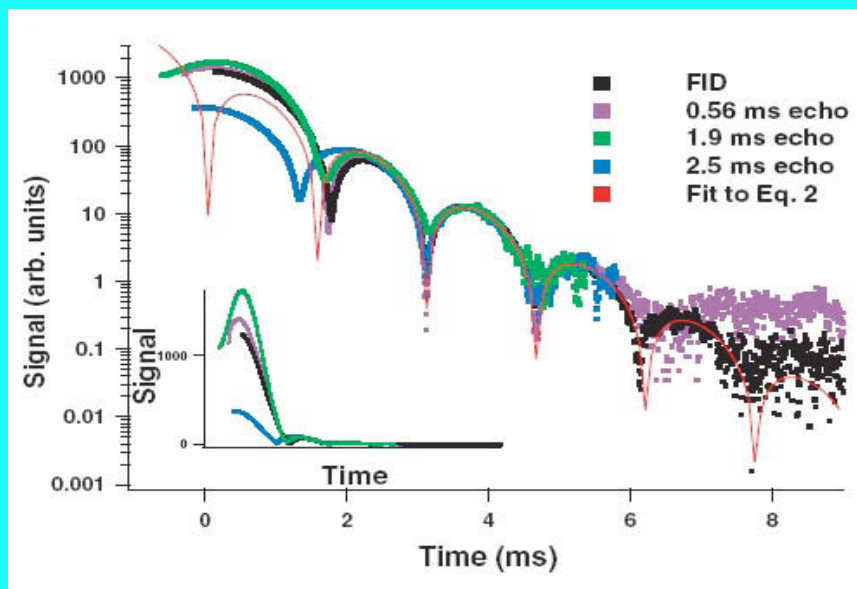 1000
100
10
1
0.1
0.01
0.001
Signal (arb. units)
FID
0.56 ms echo
1.9 ms echo
2.5 ms echo
Fit to Eq. 2
Signal
1000
0
Time
0
2
4
6
8
Time (ms)